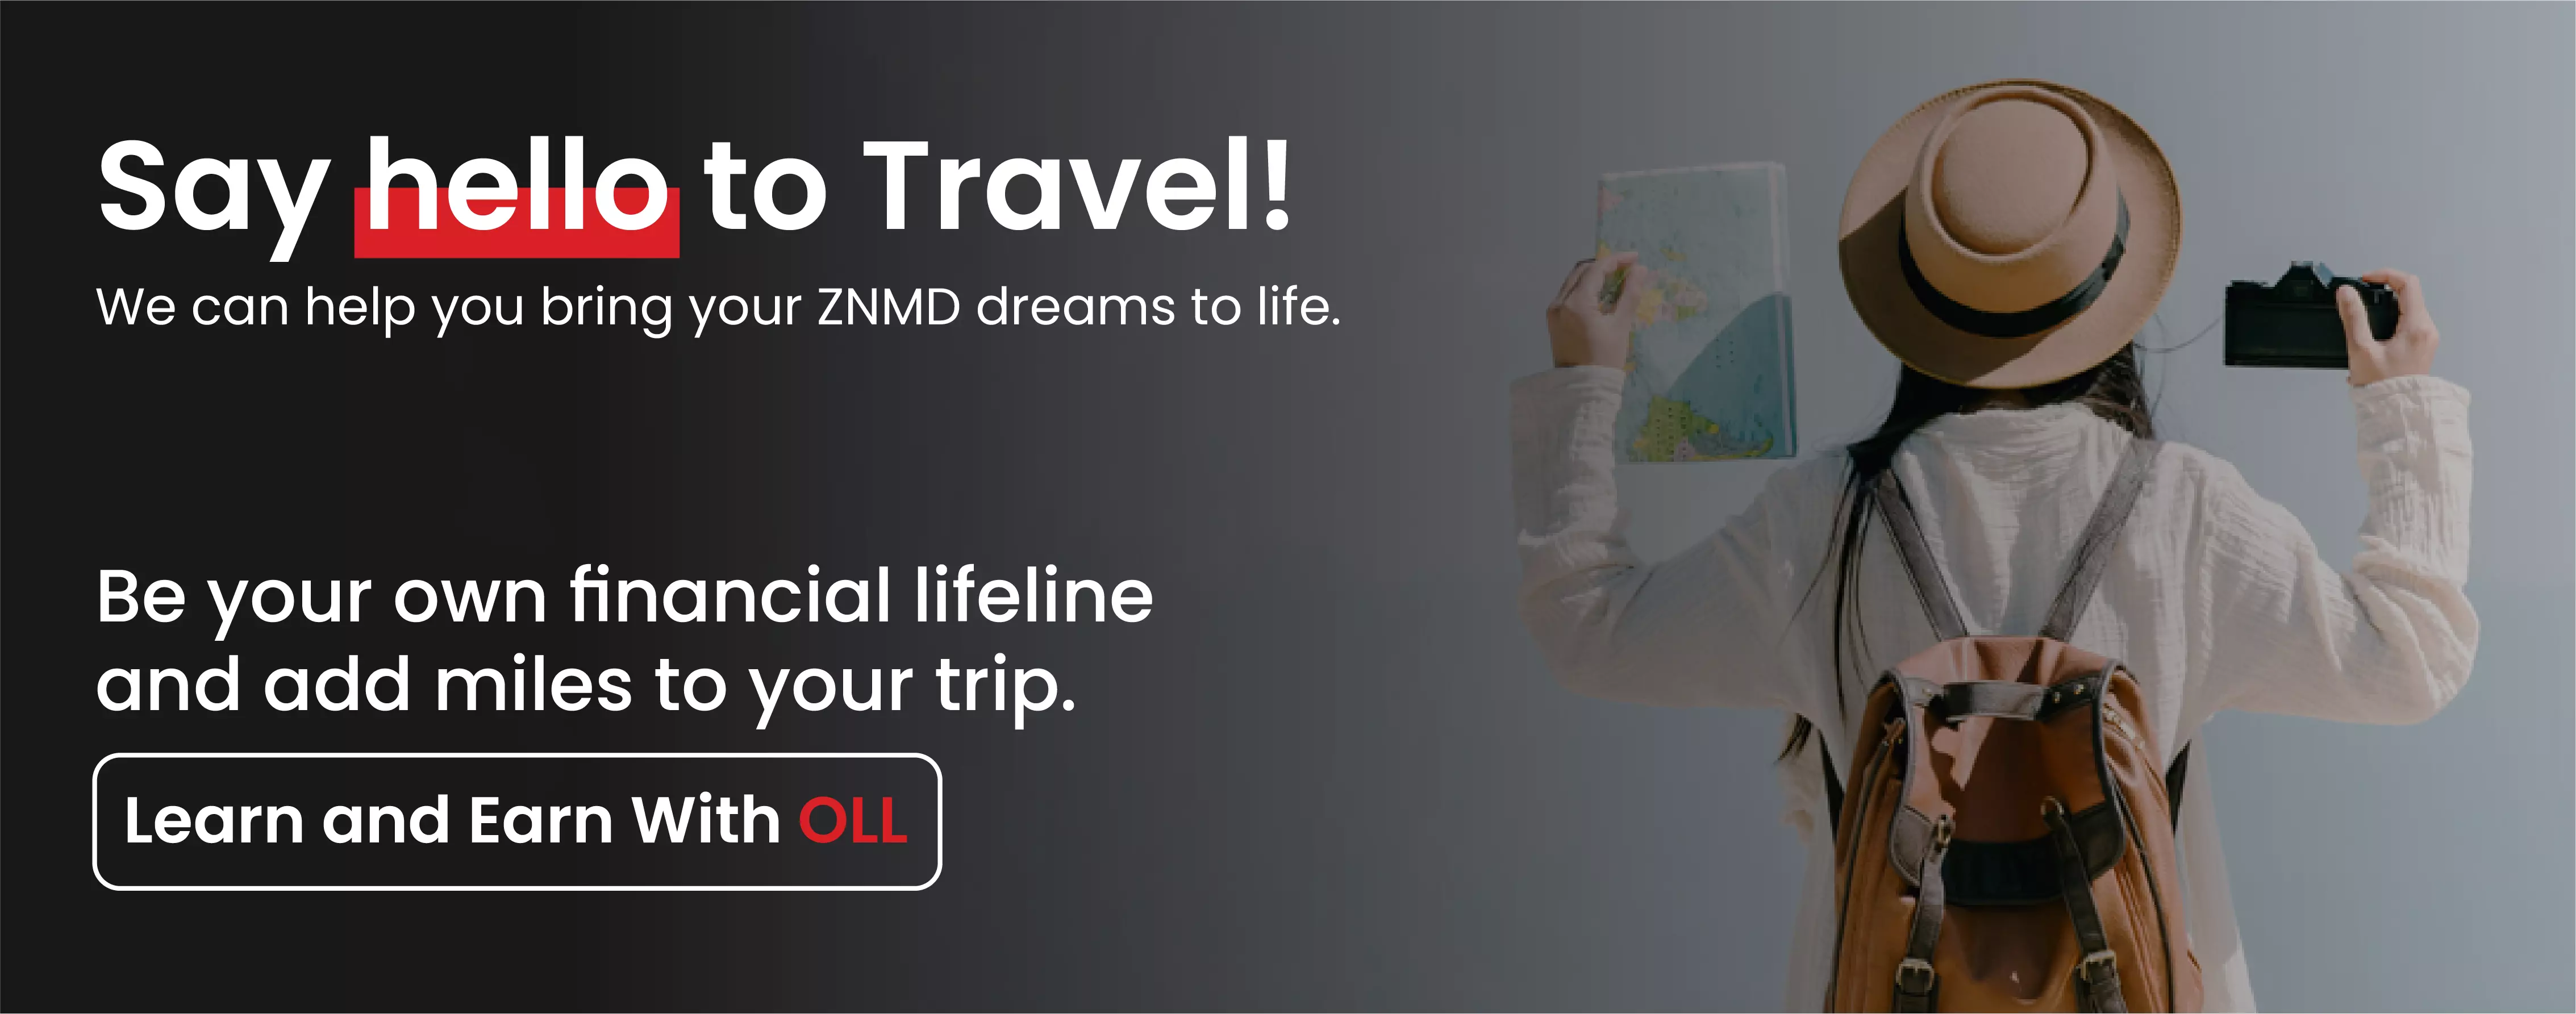 Say hello to Travel!
We can help you bring your ZNMD dreams to life.
Be your own financial lifeline
and add miles to your trip.
Learn and Earn With OLL